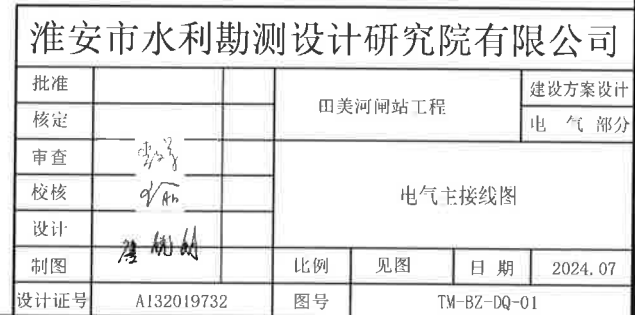 淮安市水利勘测设计研究院有限公司
批准
田美河闸站工程
建设方案设计
核定
电 气 部分
审查
校核
电气主接线图
设计
制图
比例 见图 日 期 2024.07
设计证号 A132019732 图号 TM-BZ-DQ-01